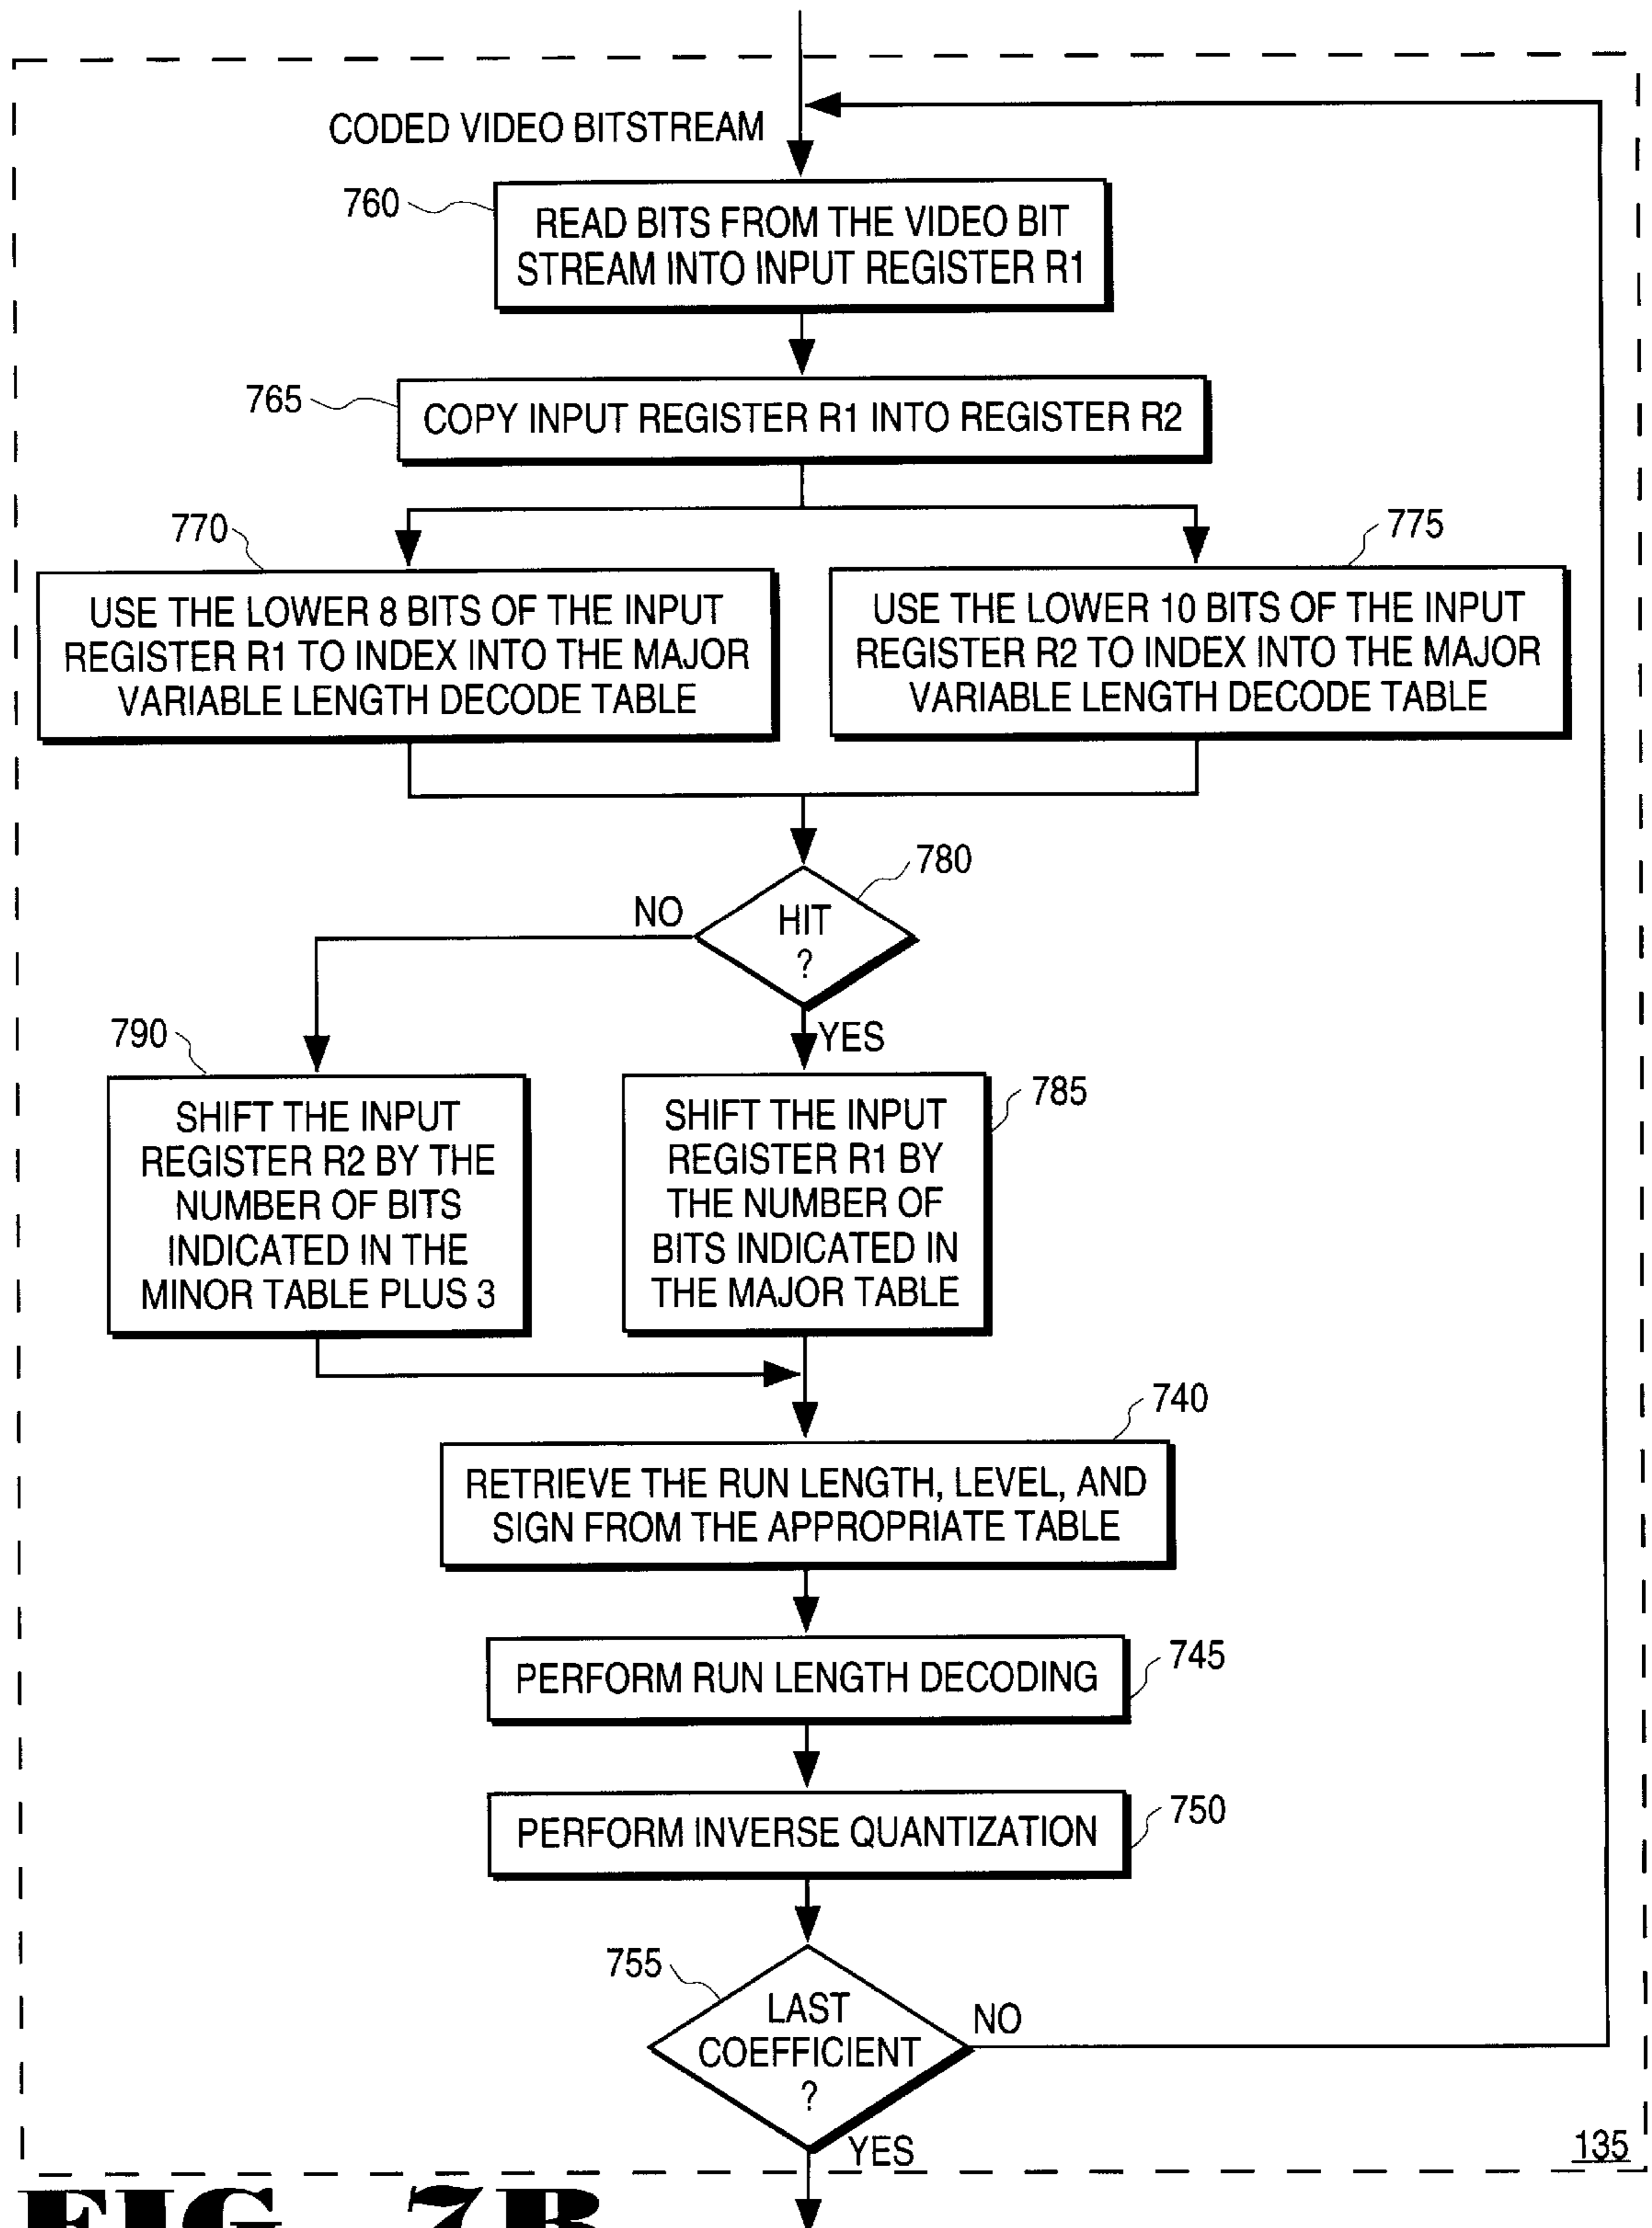 CODED VIDEO BITSTREAM
760
READ BITS FROM THE VIDEO BIT
STREAM INTO INPUT REGISTER R1
765
COPY INPUT REGISTER R1 INTO REGISTER R2
770
USE THE LOWER 8 BITS OF THE INPUT
REGISTER R1 TO INDEX INTO THE MAJOR
VARIABLE LENGTH DECODE TABLE
775
USE THE LOWER 10 BITS OF THE INPUT
REGISTER R2 TO INDEX INTO THE MAJOR
VARIABLE LENGTH DECODE TABLE
780
HIT
?
NO
YES
790
SHIFT THE INPUT
REGISTER R2 BY THE
NUMBER OF BITS
INDICATED IN THE
MINOR TABLE PLUS 3
785
SHIFT THE INPUT
REGISTER R1 BY
THE NUMBER OF
BITS INDICATED IN
THE MAJOR TABLE
740
RETRIEVE THE RUN LENGTH, LEVEL, AND
SIGN FROM THE APPROPRIATE TABLE
745
PERFORM RUN LENGTH DECODING
750
PERFORM INVERSE QUANTIZATION
755
LAST
COEFFICIENT
?
NO
YES
135
FIG. 7B